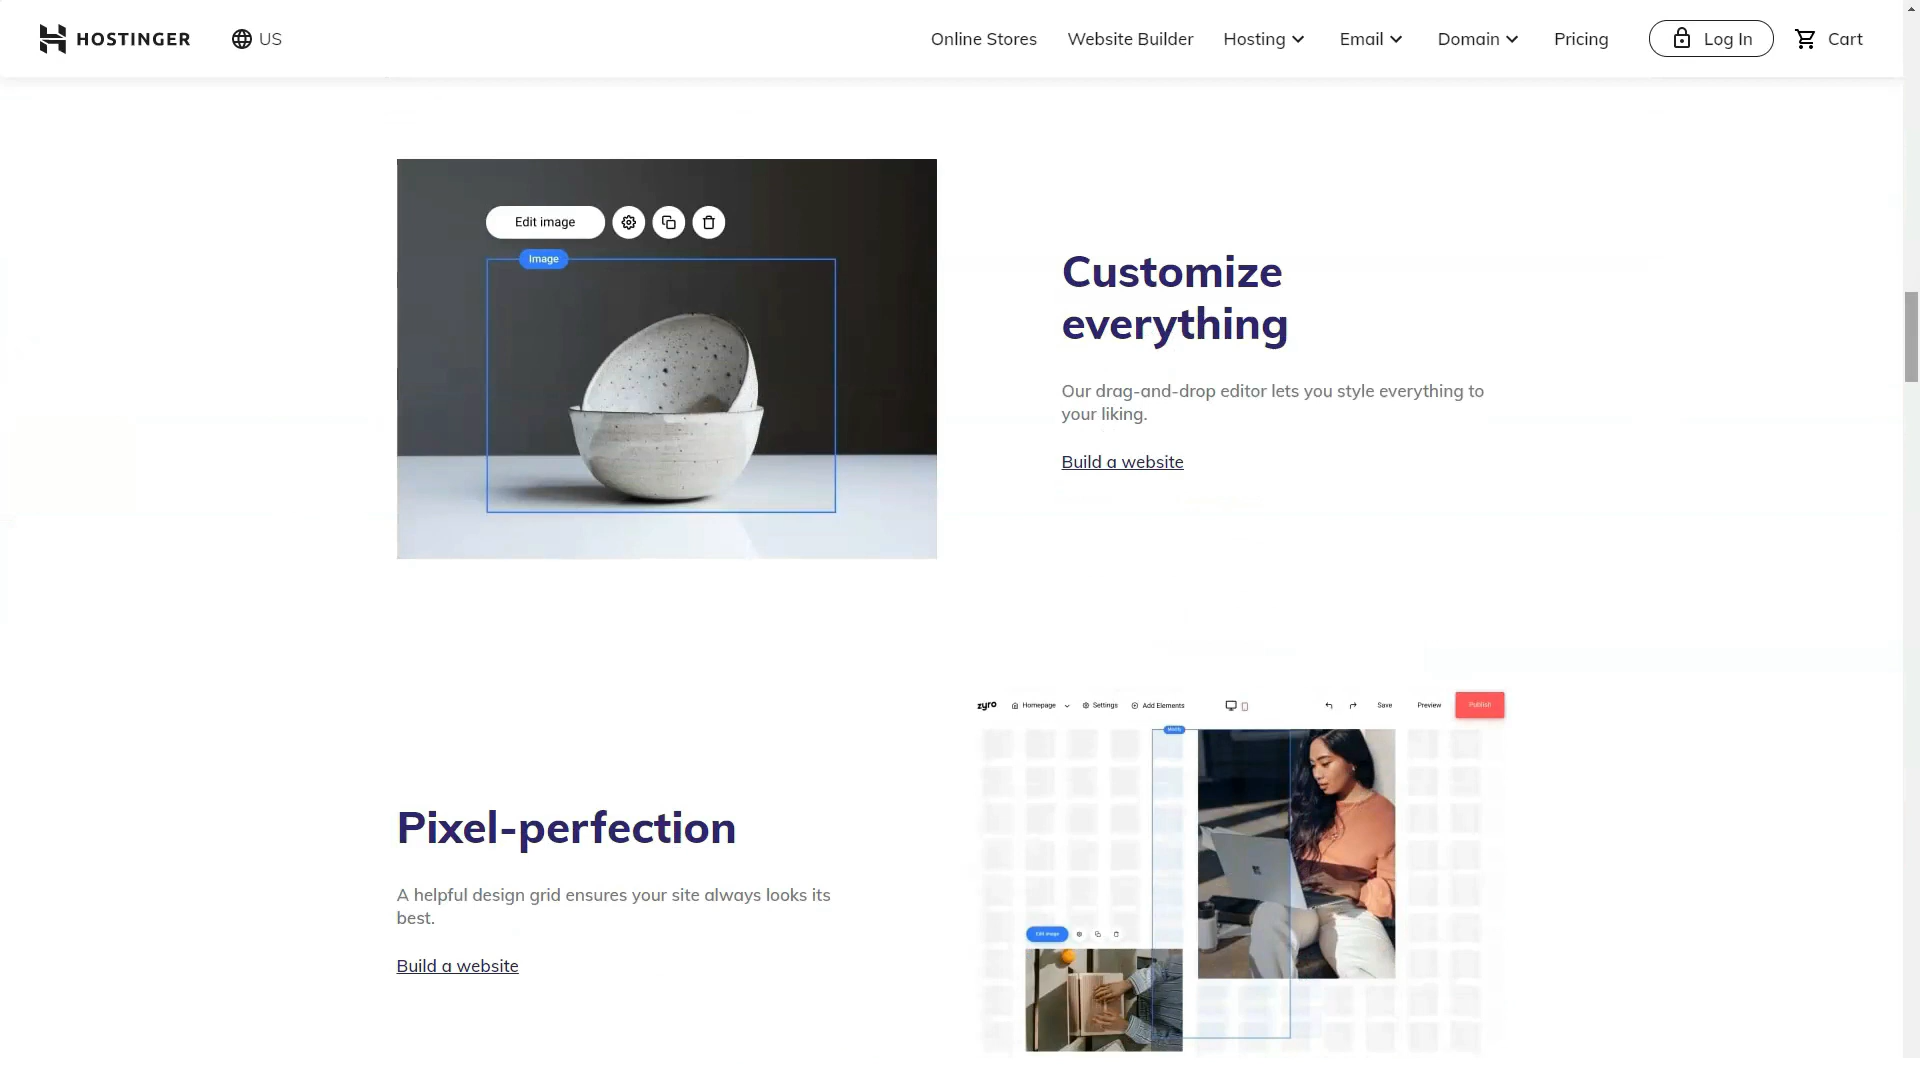 HOSTINGER US Online Stores Website Builder Hosting Email Domain Pricing Log In Cart
Edit image
Image
Customize
everything
Our drag-and-drop editor lets you style everything to
your liking.
Build a website
zyro Homepage Settings Add Elements Save Preview Publish
Pixel-perfection
A helpful design grid ensures your site always looks its
best.
Build a website
Edit image